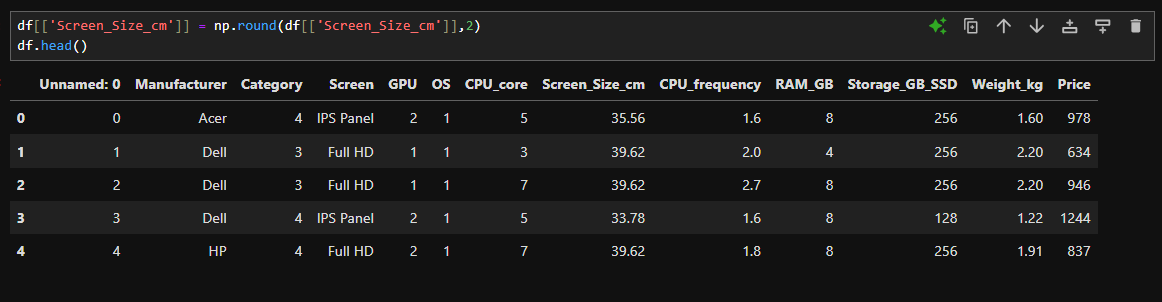 df[['Screen_Size_cm']] = np.round(df[['Screen_Size_cm']],2)
df.head()
Unnamed: 0 Manufacturer Category Screen GPU OS CPU_core Screen_Size_cm CPU_frequency RAM_GB Storage_GB_SSD Weight_kg Price
0 0 Acer 4 IPS Panel 2 1 5 35.56 1.6 8 256 1.60 978
1 1 Dell 3 Full HD 1 1 3 39.62 2.0 4 256 2.20 634
2 2 Dell 3 Full HD 1 1 7 39.62 2.7 8 256 2.20 946
3 3 Dell 4 IPS Panel 2 1 5 33.78 1.6 8 128 1.22 1244
4 4 HP 4 Full HD 2 1 7 39.62 1.8 8 256 1.91 837